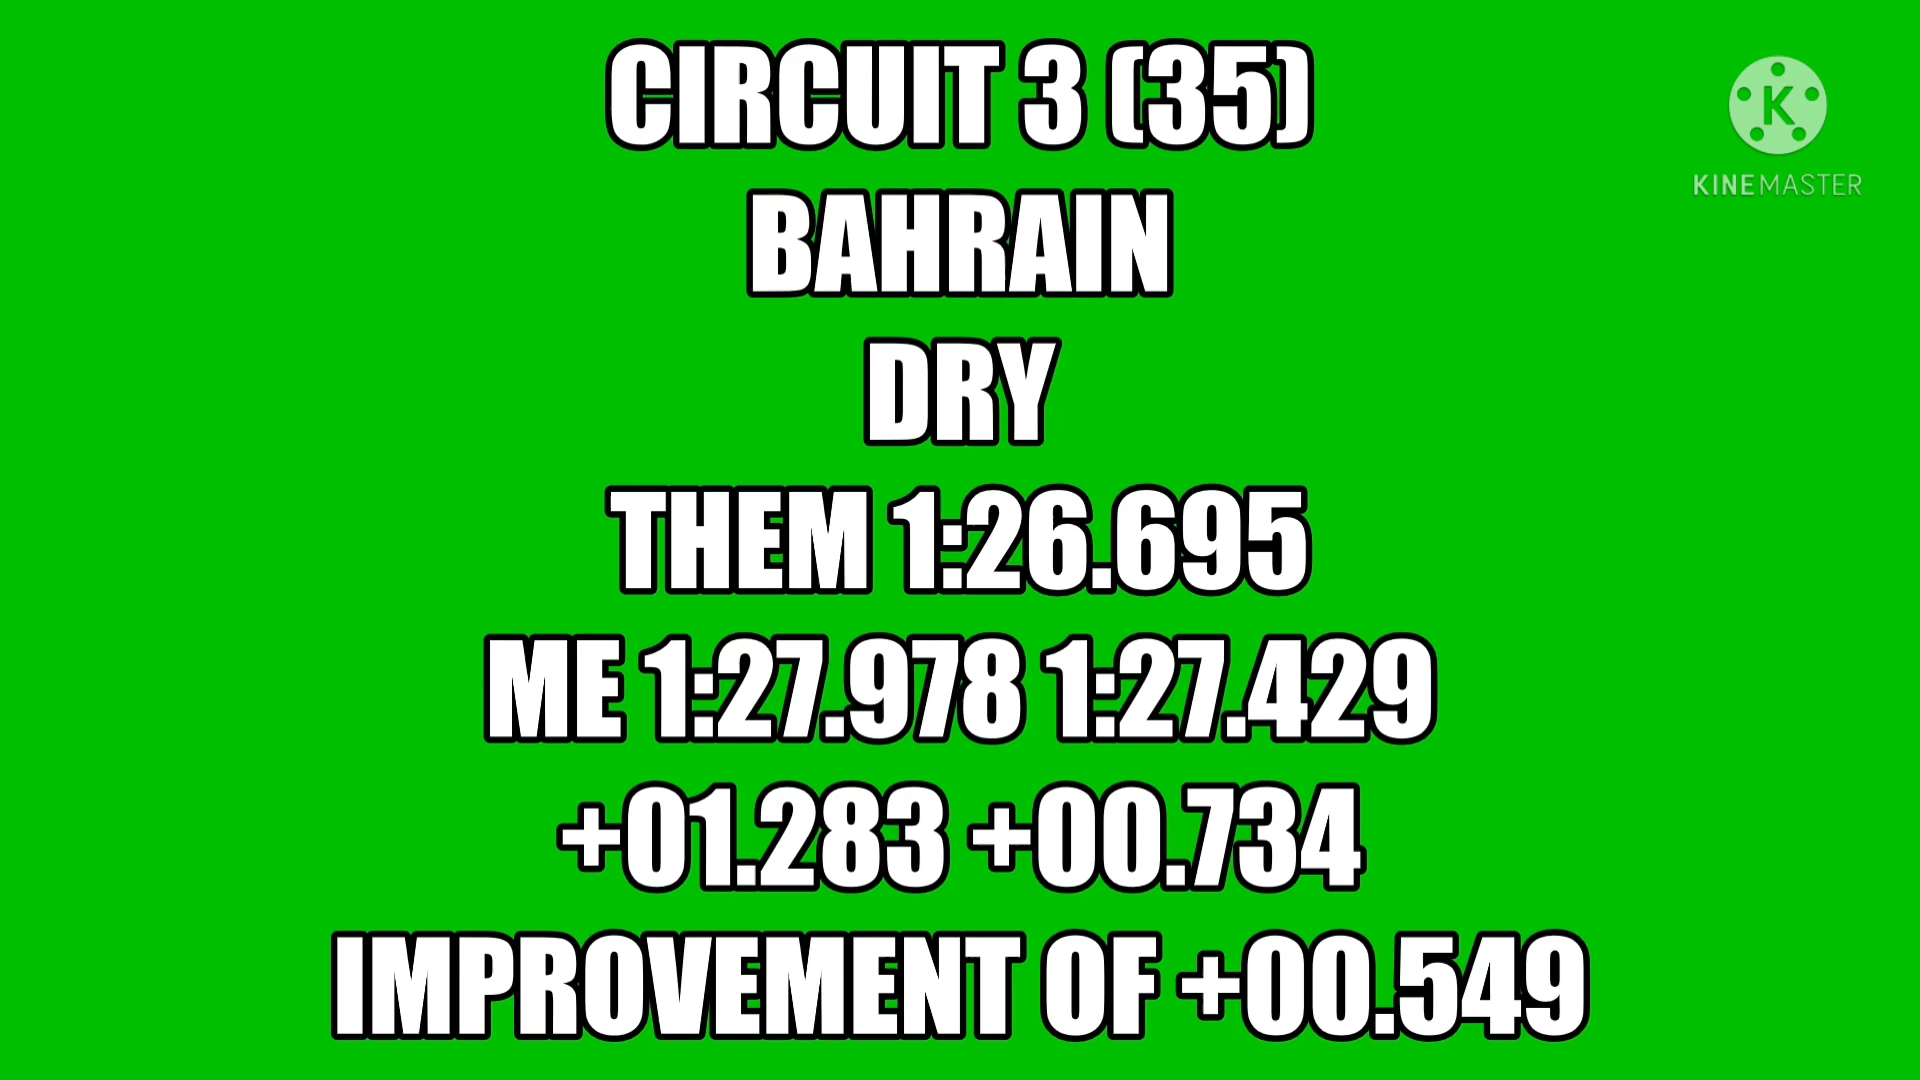 CIRCUIT 3 (35)
K
KINEMASTER
BAHRAIN
DRY
THEM 1:26.695
ME 1:27.978 1:27.429
+01.283 +00.734
IMPROVEMENT OF +00.549